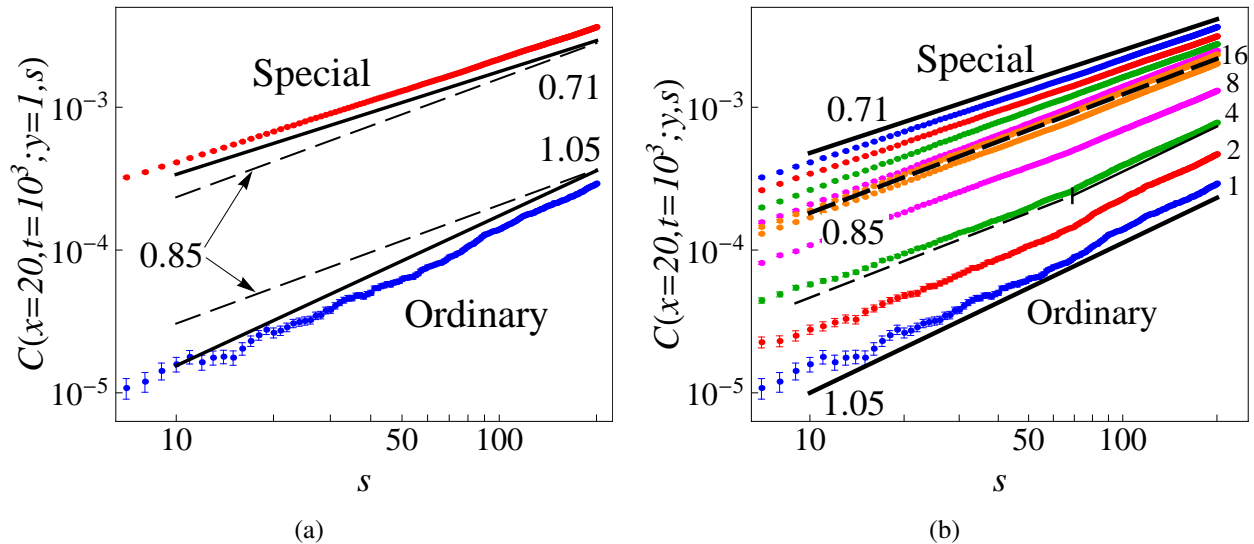 C(x=20,t=10³;y=1,s)
10⁻³
10⁻⁴
10⁻⁵
Special
0.71
1.05
0.85
Ordinary
10
50
100
s
(a)
C(x=20,t=10³;y,s)
10⁻³
10⁻⁴
10⁻⁵
Special
0.71
16
8
4
2
1
0.85
Ordinary
1.05
10
50
100
s
(b)